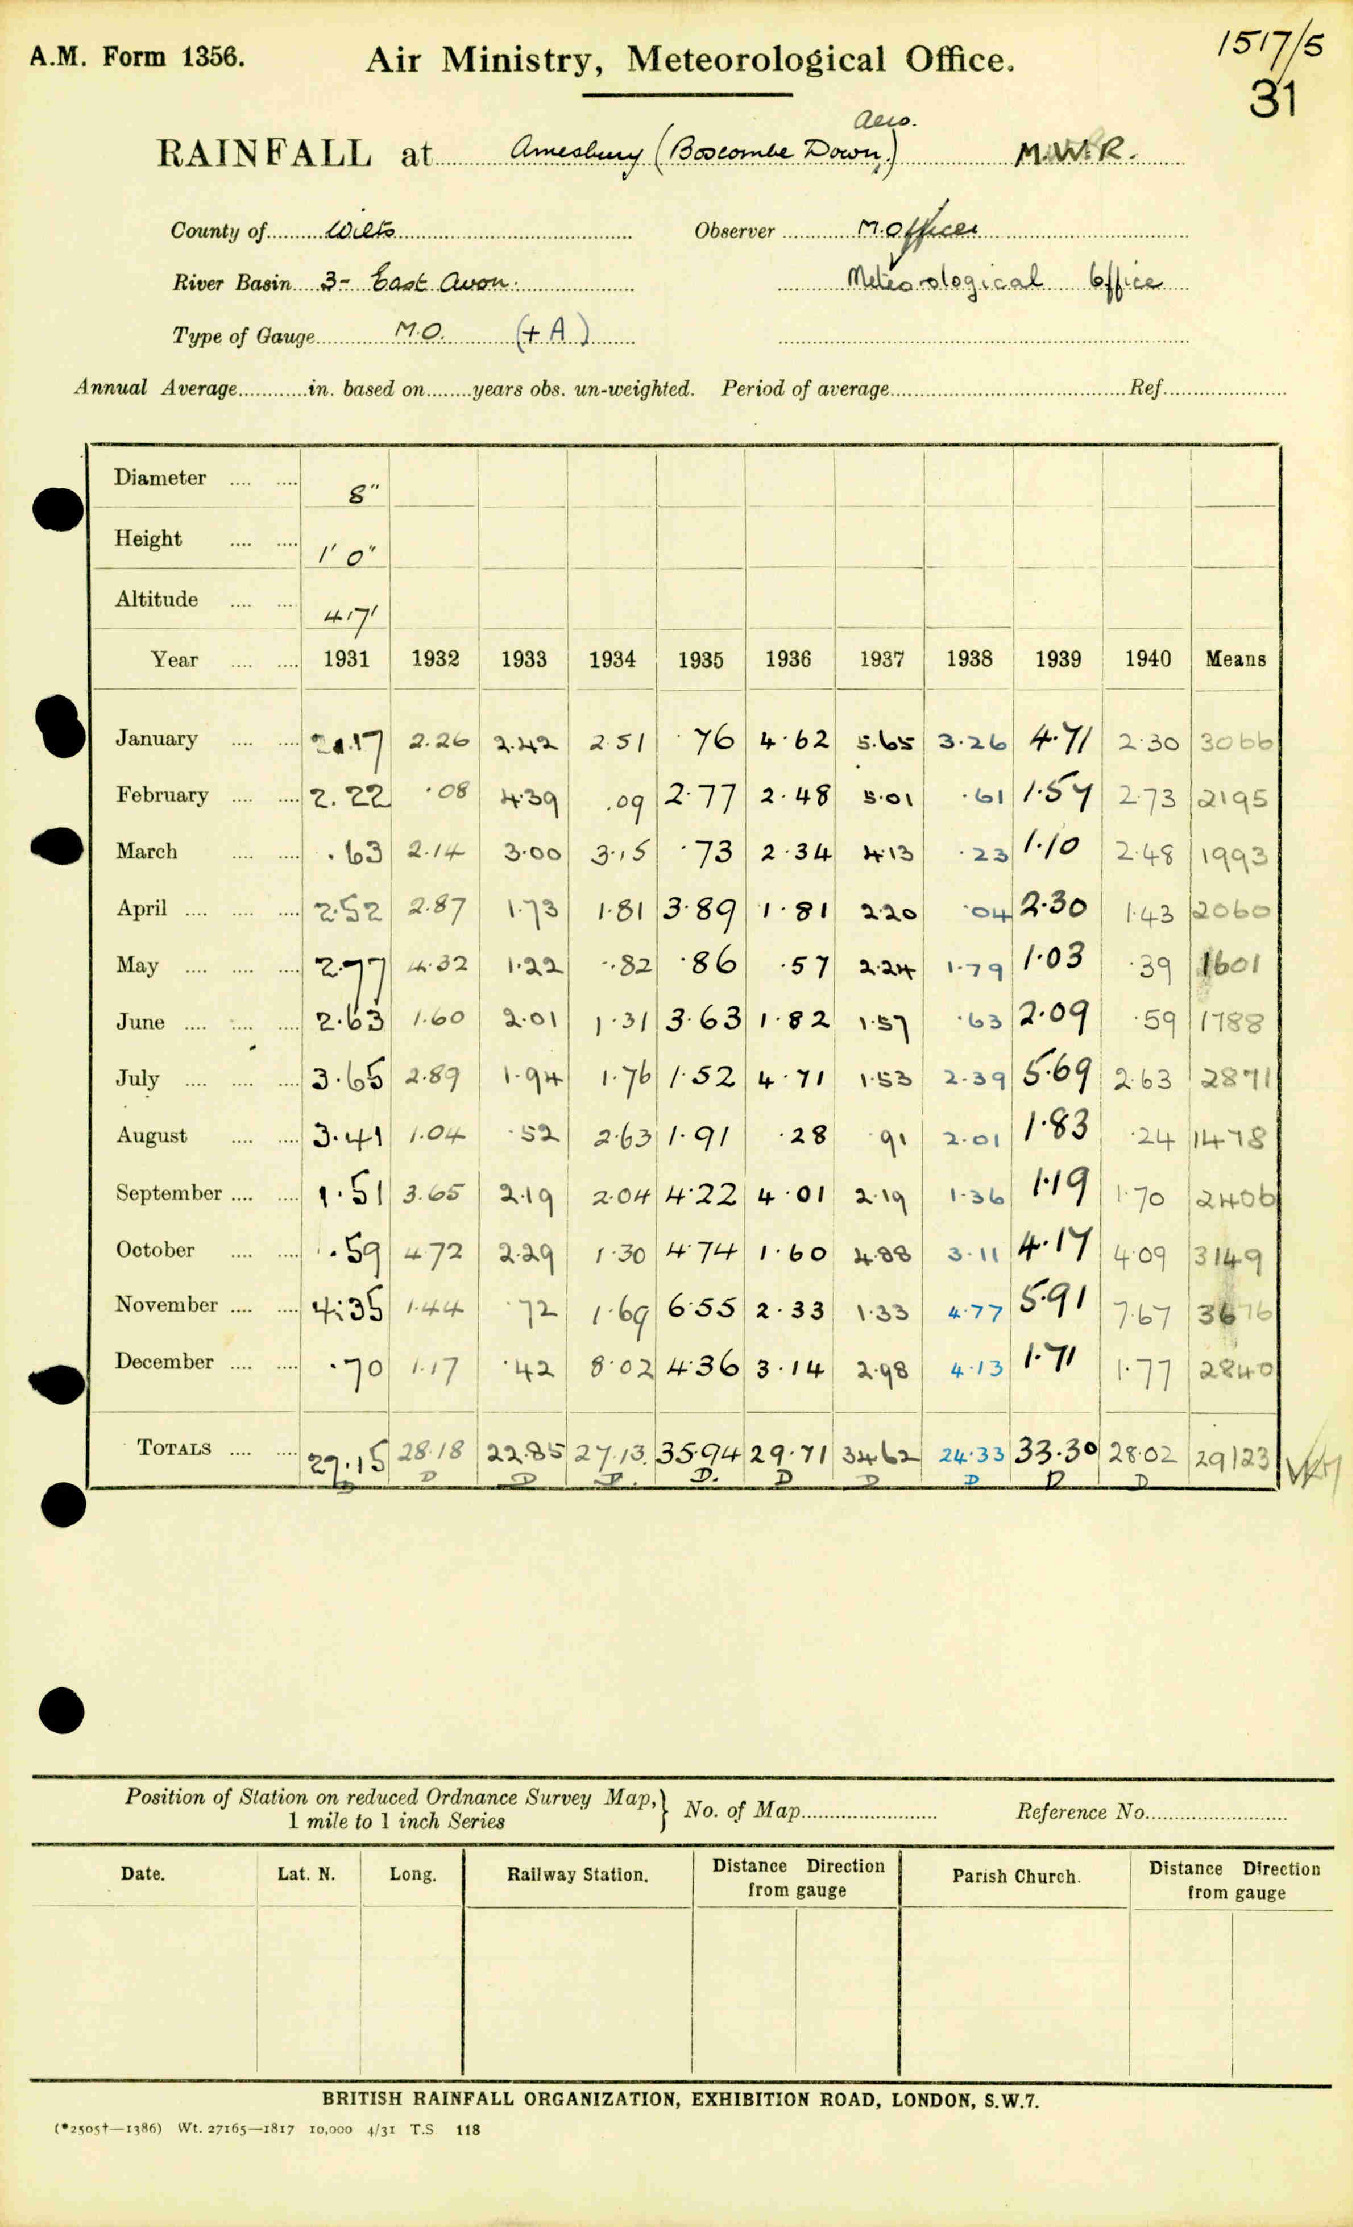 A.M. Form 1356.
Air Ministry, Meteorological Office.
1517/5
31
Aero.
RAINFALL at Amesbury (Boscombe Down.) M.W.R.
County of Wilts Observer M.Officer
River Basin 3- East Avon. Meteorological Office
Type of Gauge M.O. (+A)
Annual Average in. based on years obs. un-weighted. Period of average Ref
Diameter 8"
Height 1' 0"
Altitude 417'
Year 1931 1932 1933 1934 1935 1936 1937 1938 1939 1940 Means
January 2.17 2.26 2.42 2.51 .76 4.62 5.65 3.26 4.71 2.30 3066
February 2.22 .08 4.39 .09 2.77 2.48 5.01 .61 1.57 2.73 2195
March .63 2.14 3.00 3.15 .73 2.34 4.13 .23 1.10 2.48 1993
April 2.52 2.87 1.73 1.81 3.89 1.81 2.20 .04 2.30 1.43 2060
May 2.77 4.32 1.22 .82 .86 .57 2.24 1.79 1.03 .39 1601
June 2.63 1.60 2.01 1.31 3.63 1.82 1.57 .63 2.09 .59 1788
July 3.65 2.89 1.94 1.76 1.52 4.71 1.53 2.39 5.69 2.63 2871
August 3.41 1.04 .52 2.63 1.91 .28 .91 2.01 1.83 .24 1478
September 1.51 3.65 2.19 2.04 4.22 4.01 2.19 1.36 1.19 1.70 2406
October .59 4.72 2.29 1.30 4.74 1.60 4.88 3.11 4.17 4.09 3149
November 4.35 1.44 .72 1.69 6.55 2.33 1.33 4.77 5.91 7.67 3676
December .70 1.17 .42 8.02 4.36 3.14 2.98 4.13 1.71 1.77 2840
TOTALS 27.15 28.18 22.85 27.13. 35.94 29.71 34.62 24.33 33.30 28.02 29123
D D D D. D. D D D D D
Position of Station on reduced Ordnance Survey Map, } No. of Map Reference No.
1 mile to 1 inch Series
Date. Lat. N. Long. Railway Station. Distance Direction from gauge Parish Church. Distance Direction from gauge
BRITISH RAINFALL ORGANIZATION, EXHIBITION ROAD, LONDON, S.W.7.
(*2505†—1386) Wt. 27165—1817 10,000 4/31 T.S 118